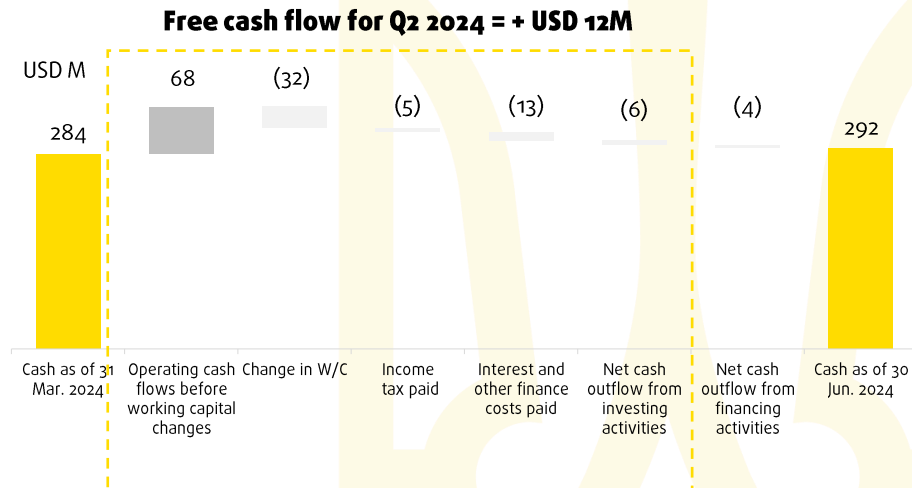 Free cash flow for Q2 2024 = + USD 12M
USD M
284
68
(32)
(5)
(13)
(6)
(4)
292
Cash as of 31
Mar. 2024
Operating cash
flows before
working capital
changes
Change in W/C
Income
tax paid
Interest and
other finance
costs paid
Net cash
outflow from
investing
activities
Net cash
outflow from
financing
activities
Cash as of 30
Jun. 2024